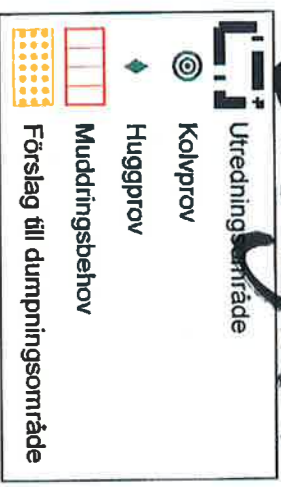 Utredningsområde
Kolvprov
Huggprov
Muddringsbehov
Förslag till dumpningsområde